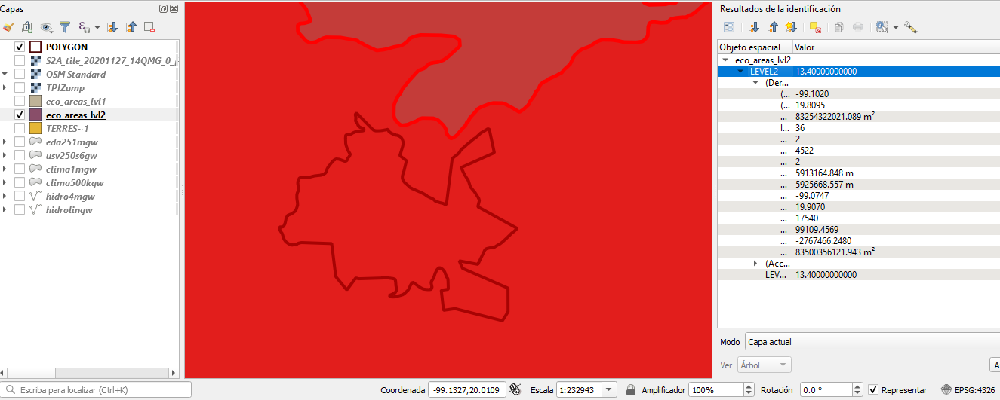 Capas
POLYGON
S2A_tile_20201127_14QMG_0_
OSM Standard
TPIZump
eco_areas_lvl1
eco_areas_lvl2
TERRES~1
eda251mgw
usv250s6gw
clima1mgw
clima500kgw
hidro4mgw
hidrolingw
Resultados de la identificación
Objeto espacial Valor
eco_areas_lvl2
LEVEL2 13.40000000000
(Der...
(... -99.1020
(... 19.8095
... 83254322021.089 m²
I... 36
... 2
... 4522
... 2
... 5913164.848 m
... 5925668.557 m
... -99.0747
... 19.9070
... 17540
... 99109.4569
... -2767466.2480
... 83500356121.943 m²
(Acc...
LEV... 13.40000000000
Modo Capa actual
Ver Árbol A
Escriba para localizar (Ctrl+K) Coordenada -99.1327,20.0109 Escala 1:232943 Amplificador 100% Rotación 0.0 ° Representar EPSG:4326